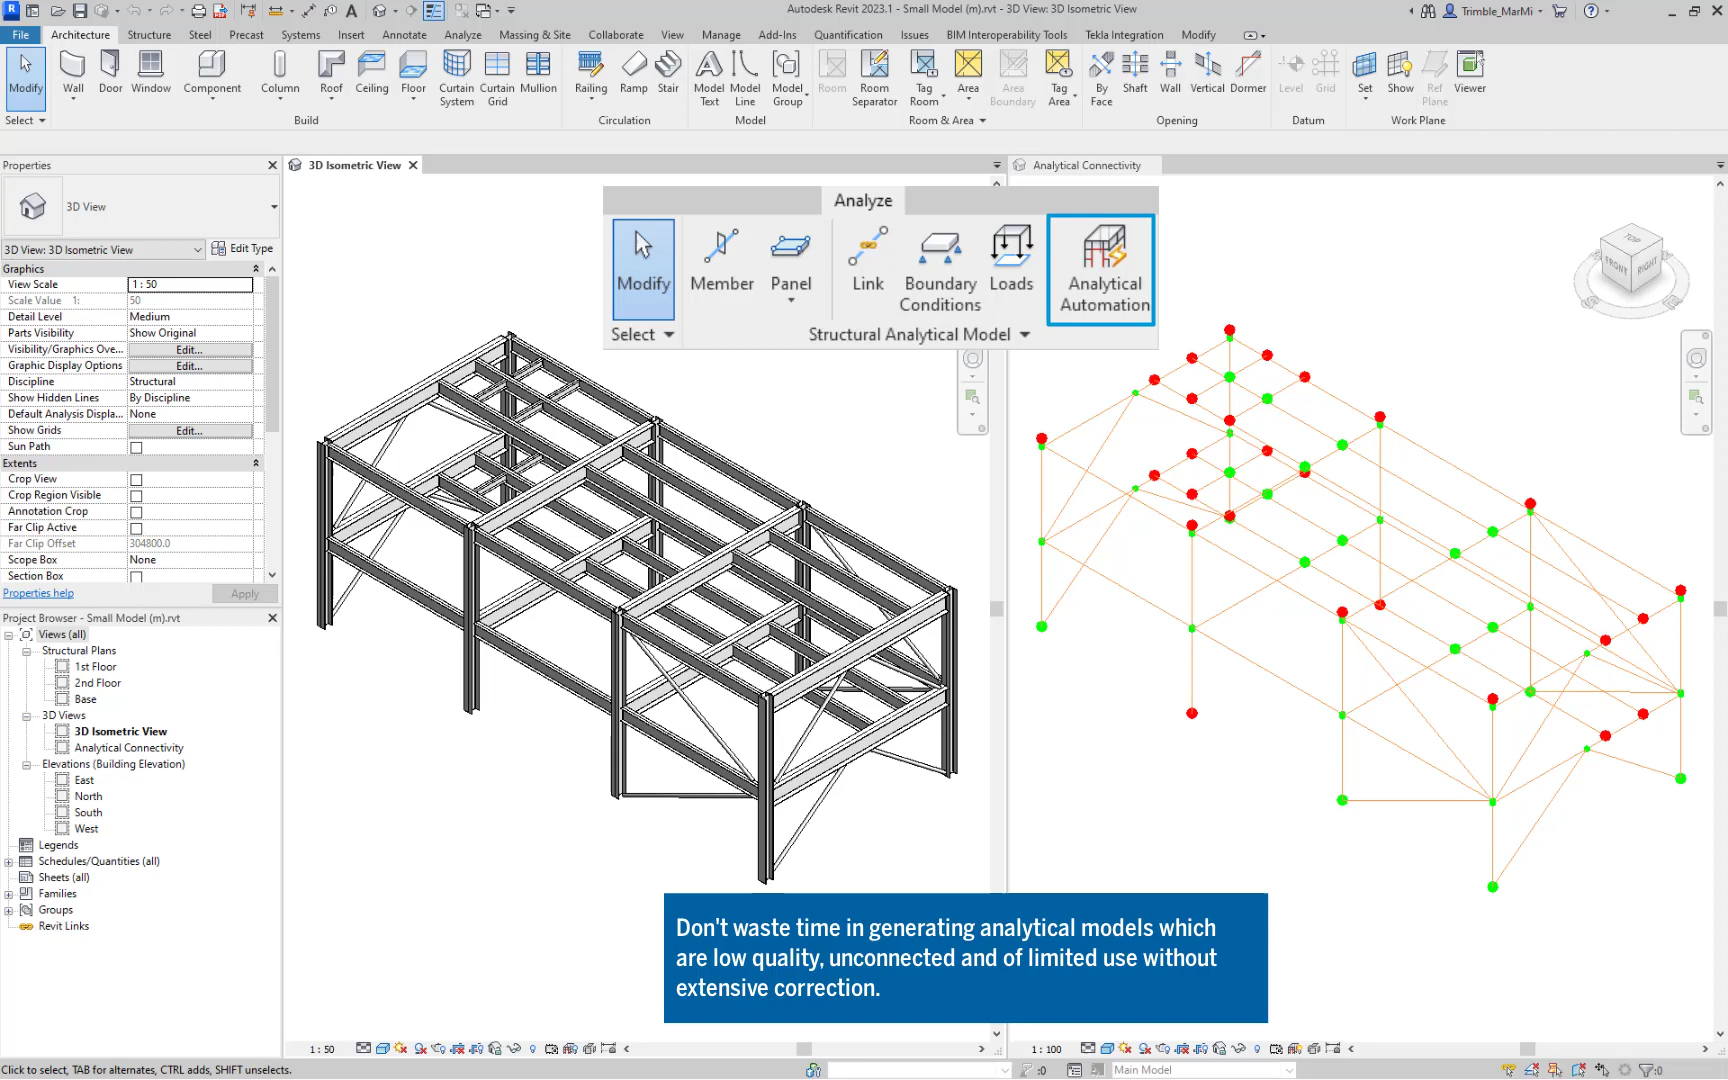 Autodesk Revit 2023.1 - Small Model (m).rvt - 3D View: 3D Isometric View
Trimble_MarMi
File Architecture Structure Steel Precast Systems Insert Annotate Analyze Massing & Site Collaborate View Manage Add-Ins Quantification Issues BIM Interoperability Tools Tekla Integration Modify
Modify
Wall
Door
Window
Component
Column
Roof
Ceiling
Floor
Curtain
System
Curtain
Grid
Mullion
Railing
Ramp
Stair
Model
Text
Model
Line
Model
Group
Room
Room
Separator
Tag
Room
Area
Area
Boundary
Tag
Area
By
Face
Shaft
Wall
Vertical
Dormer
Level
Grid
Set
Show
Ref
Plane
Viewer
Select
Build
Circulation
Model
Room & Area
Opening
Datum
Work Plane
Properties
3D View
3D View: 3D Isometric View
Edit Type
Graphics
View Scale 1 : 50
Scale Value 1: 50
Detail Level Medium
Parts Visibility Show Original
Visibility/Graphics Ove... Edit...
Graphic Display Options Edit...
Discipline Structural
Show Hidden Lines By Discipline
Default Analysis Displa... None
Show Grids Edit...
Sun Path
Extents
Crop View
Crop Region Visible
Annotation Crop
Far Clip Active
Far Clip Offset 304800.0
Scope Box None
Section Box
Properties help
Apply
Project Browser - Small Model (m).rvt
Views (all)
Structural Plans
1st Floor
2nd Floor
Base
3D Views
3D Isometric View
Analytical Connectivity
Elevations (Building Elevation)
East
North
South
West
Legends
Schedules/Quantities (all)
Sheets (all)
Families
Groups
Revit Links
3D Isometric View
Analytical Connectivity
Analyze
Modify
Member
Panel
Link
Boundary
Conditions
Loads
Analytical
Automation
Select
Structural Analytical Model
TOP
FRONT
RIGHT
Don't waste time in generating analytical models which
are low quality, unconnected and of limited use without
extensive correction.
1 : 50
1 : 100
Click to select, TAB for alternates, CTRL adds, SHIFT unselects.
:0
Main Model
:0